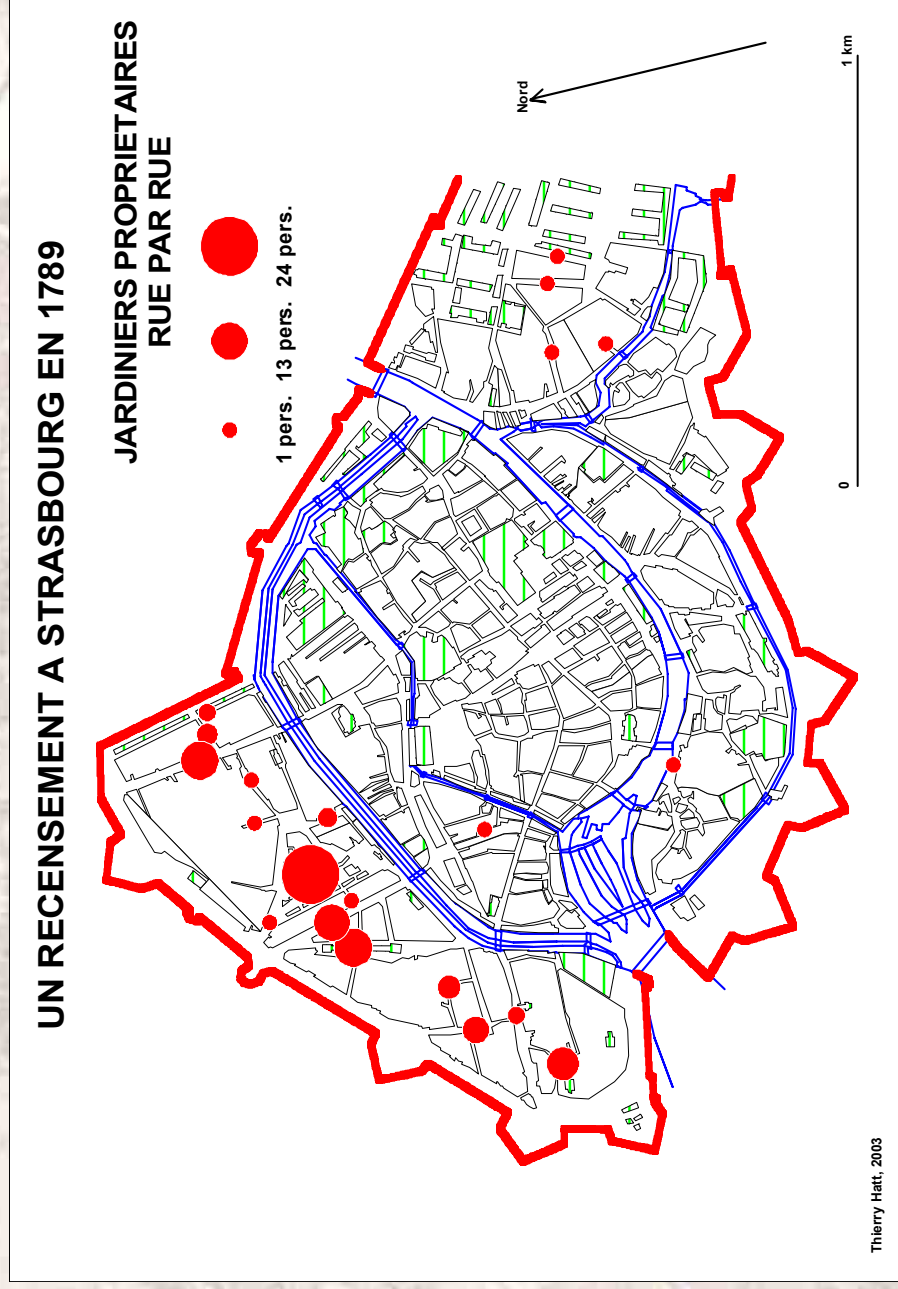 UN RECENSEMENT A STRASBOURG EN 1789
JARDINIERS PROPRIETAIRES
RUE PAR RUE
1 pers. 13 pers. 24 pers.
Nord
0 1 km
Thierry Hatt, 2003